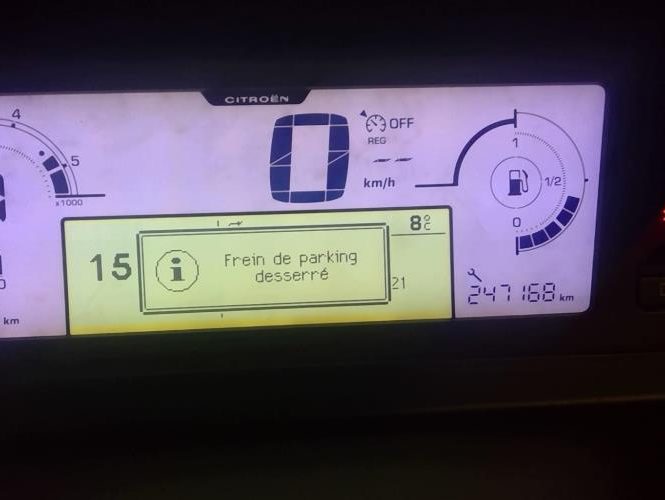 CITROËN
4
5
x1000
0
OFF
REG
--
km/h
1
1/2
0
8°C
15
i
Frein de parking
desserré
21
247168 km
km